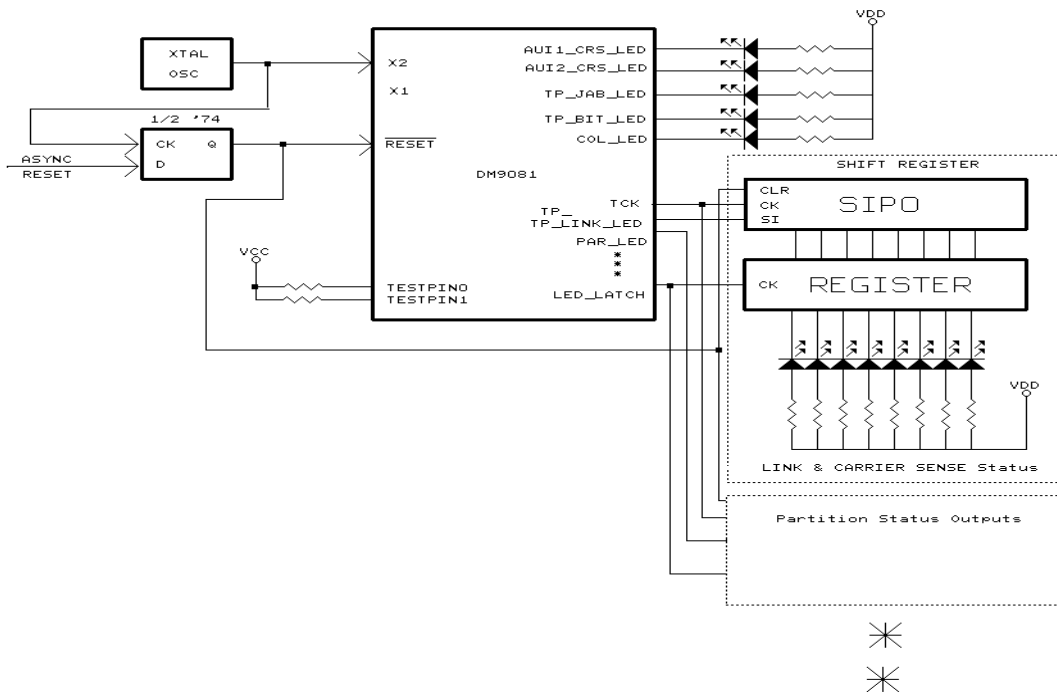 VDD
XTAL
OSC
1/2 '74
CK Q
D
ASYNC
RESET
X2
X1
RESET
DM9081
AUI1_CRS_LED
AUI2_CRS_LED
TP_JAB_LED
TP_BIT_LED
COL_LED
TCK
TP_
TP_LINK_LED
PAR_LED
*
*
*
LED_LATCH
VCC
TESTPIN0
TESTPIN1
SHIFT REGISTER
CLR
CK
SI
SIPO
CK
REGISTER
VDD
LINK & CARRIER SENSE Status
Partition Status Outputs